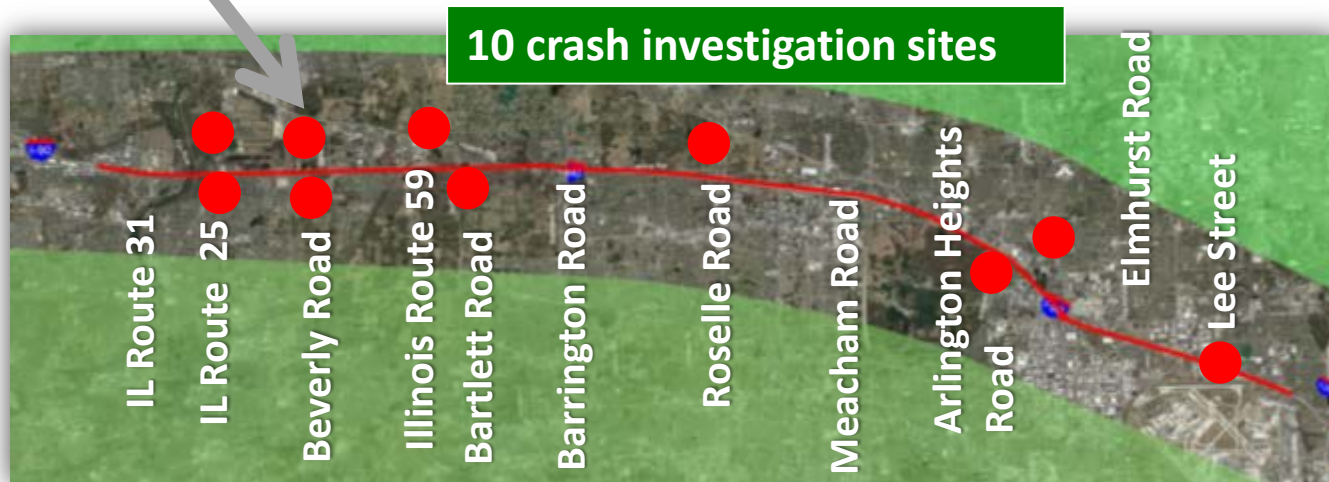 10 crash investigation sites
IL Route 31
IL Route  25
Beverly Road
Illinois Route 59
Bartlett Road
Barrington Road
Roselle Road
Meacham Road
Arlington Heights
Road
Elmhurst Road
Lee Street